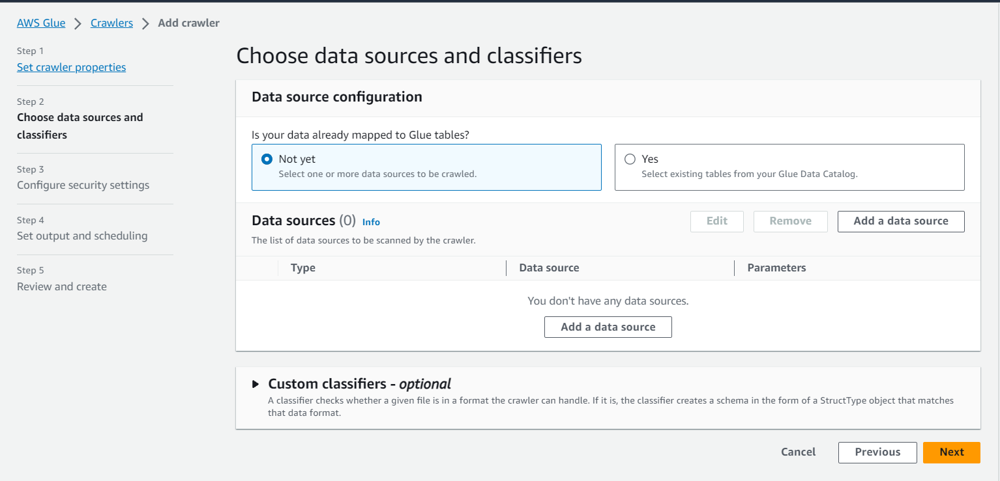 AWS Glue > Crawlers > Add crawler
Step 1
Set crawler properties
Step 2
Choose data sources and
classifiers
Step 3
Configure security settings
Step 4
Set output and scheduling
Step 5
Review and create
Choose data sources and classifiers
Data source configuration
Is your data already mapped to Glue tables?
Not yet
Select one or more data sources to be crawled.
Yes
Select existing tables from your Glue Data Catalog.
Data sources (0) Info
Edit Remove Add a data source
The list of data sources to be scanned by the crawler.
Type Data source Parameters
You don't have any data sources.
Add a data source
Custom classifiers - optional
A classifier checks whether a given file is in a format the crawler can handle. If it is, the classifier creates a schema in the form of a StructType object that matches
that data format.
Cancel Previous Next